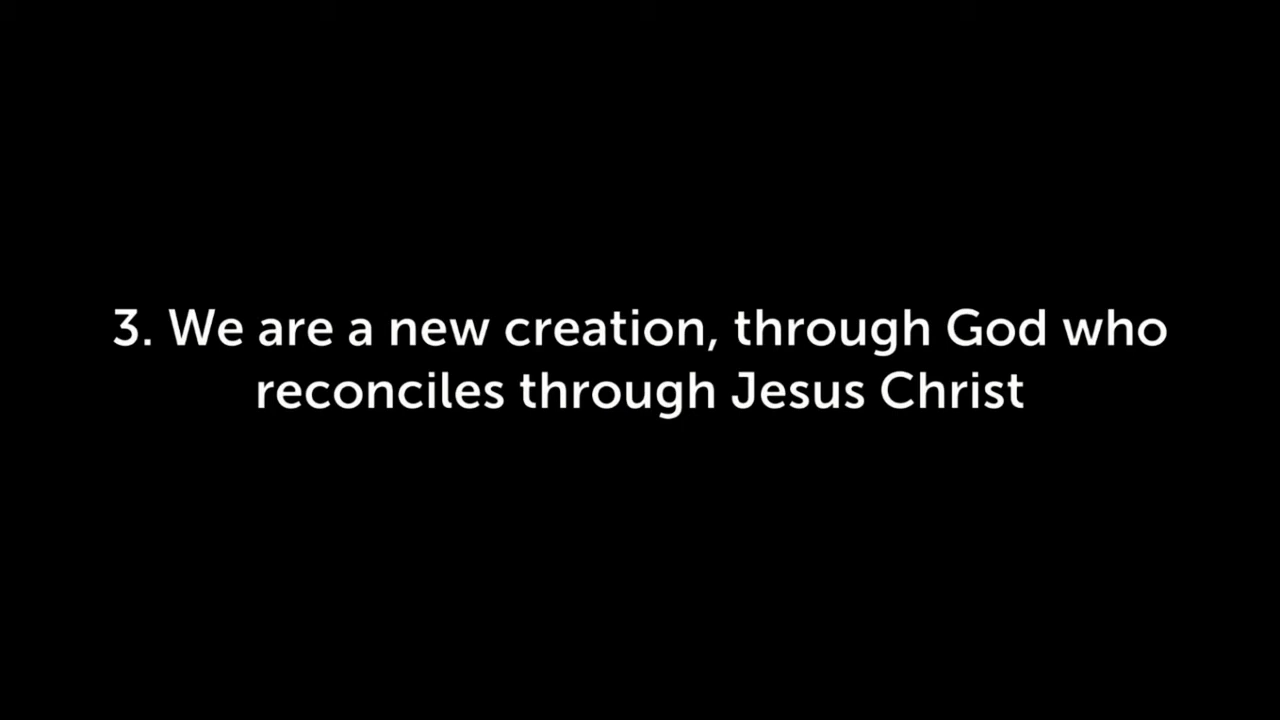 3. We are a new creation, through God who
reconciles through Jesus Christ